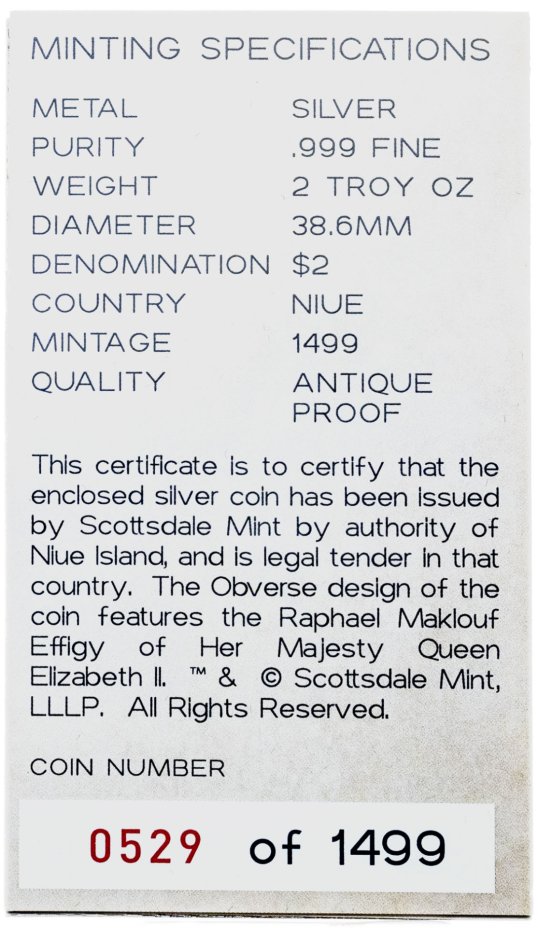 MINTING SPECIFICATIONS
METAL SILVER
PURITY .999 FINE
WEIGHT 2 TROY OZ
DIAMETER 38.6MM
DENOMINATION $2
COUNTRY NIUE
MINTAGE 1499
QUALITY ANTIQUE
PROOF
This certificate is to certify that the
enclosed silver coin has been issued
by Scottsdale Mint by authority of
Niue Island, and is legal tender in that
country. The Obverse design of the
coin features the Raphael Maklouf
Effigy of Her Majesty Queen
Elizabeth II. ™ & © Scottsdale Mint,
LLLP. All Rights Reserved.
COIN NUMBER
0529 of 1499